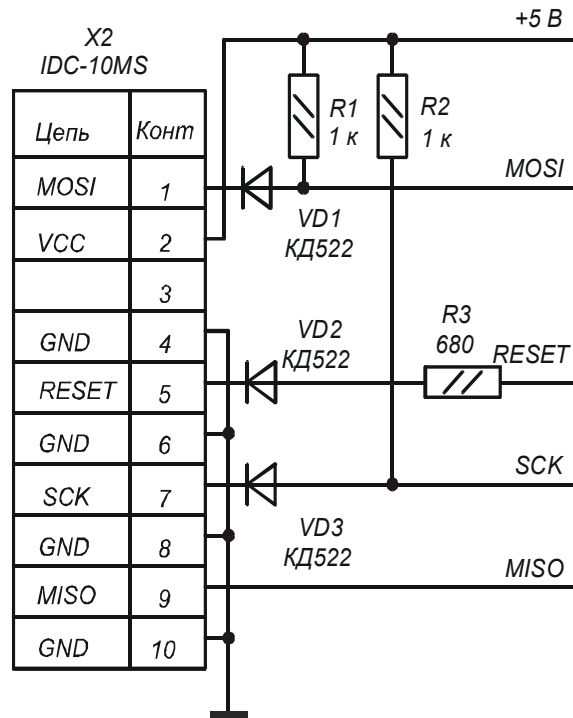 +5 В
X2
IDC-10MS
Цепь Конт
MOSI 1
VCC 2
3
GND 4
RESET 5
GND 6
SCK 7
GND 8
MISO 9
GND 10
R1
1 к
R2
1 к
MOSI
VD1
КД522
VD2
КД522
R3
680
RESET
SCK
VD3
КД522
MISO